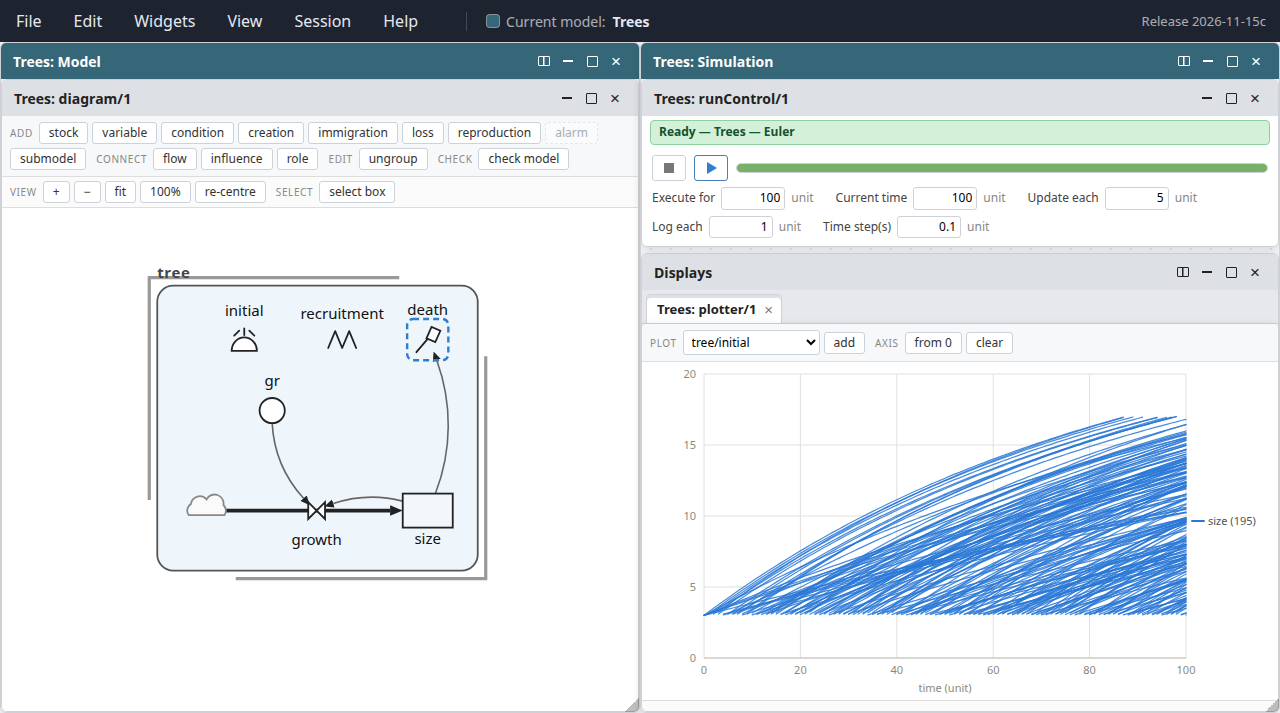 File Edit Widgets View Session Help Current model: Trees Release 2026-11-15c
Trees: Model
Trees: diagram/1
ADD stock variable condition creation immigration loss reproduction alarm
submodel CONNECT flow influence role EDIT ungroup CHECK check model
VIEW + − fit 100% re-centre SELECT select box
tree
initial recruitment death
gr
growth size
Trees: Simulation
Trees: runControl/1
Ready — Trees — Euler
Execute for 100 unit Current time 100 unit Update each 5 unit
Log each 1 unit Time step(s) 0.1 unit
Displays
Trees: plotter/1 ×
PLOT tree/initial add AXIS from 0 clear
20
15
10
5
0
size (195)
0 20 40 60 80 100
time (unit)